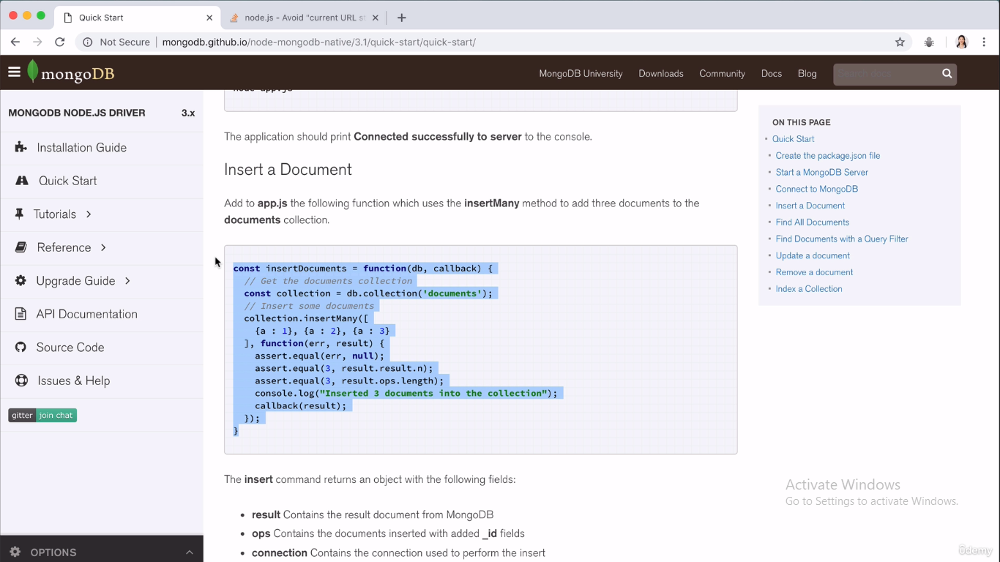 Quick Start
node.js - Avoid "current URL st
Not Secure
mongodb.github.io/node-mongodb-native/3.1/quick-start/quick-start/
mongoDB
MongoDB University
Downloads
Community
Docs
Blog
Search docs
MONGODB NODE.JS DRIVER 3.x
Installation Guide
Quick Start
Tutorials
Reference
Upgrade Guide
API Documentation
Source Code
Issues & Help
gitter join chat
OPTIONS
node app.js
The application should print Connected successfully to server to the console.
Insert a Document
Add to app.js the following function which uses the insertMany method to add three documents to the
documents collection.
const insertDocuments = function(db, callback) {
  // Get the documents collection
  const collection = db.collection('documents');
  // Insert some documents
  collection.insertMany([
    {a : 1}, {a : 2}, {a : 3}
  ], function(err, result) {
    assert.equal(err, null);
    assert.equal(3, result.result.n);
    assert.equal(3, result.ops.length);
    console.log("Inserted 3 documents into the collection");
    callback(result);
  });
}
The insert command returns an object with the following fields:
• result Contains the result document from MongoDB
• ops Contains the documents inserted with added _id fields
• connection Contains the connection used to perform the insert
ON THIS PAGE
• Quick Start
• Create the package.json file
• Start a MongoDB Server
• Connect to MongoDB
• Insert a Document
• Find All Documents
• Find Documents with a Query Filter
• Update a document
• Remove a document
• Index a Collection
Activate Windows
Go to Settings to activate Windows.
ûdemy